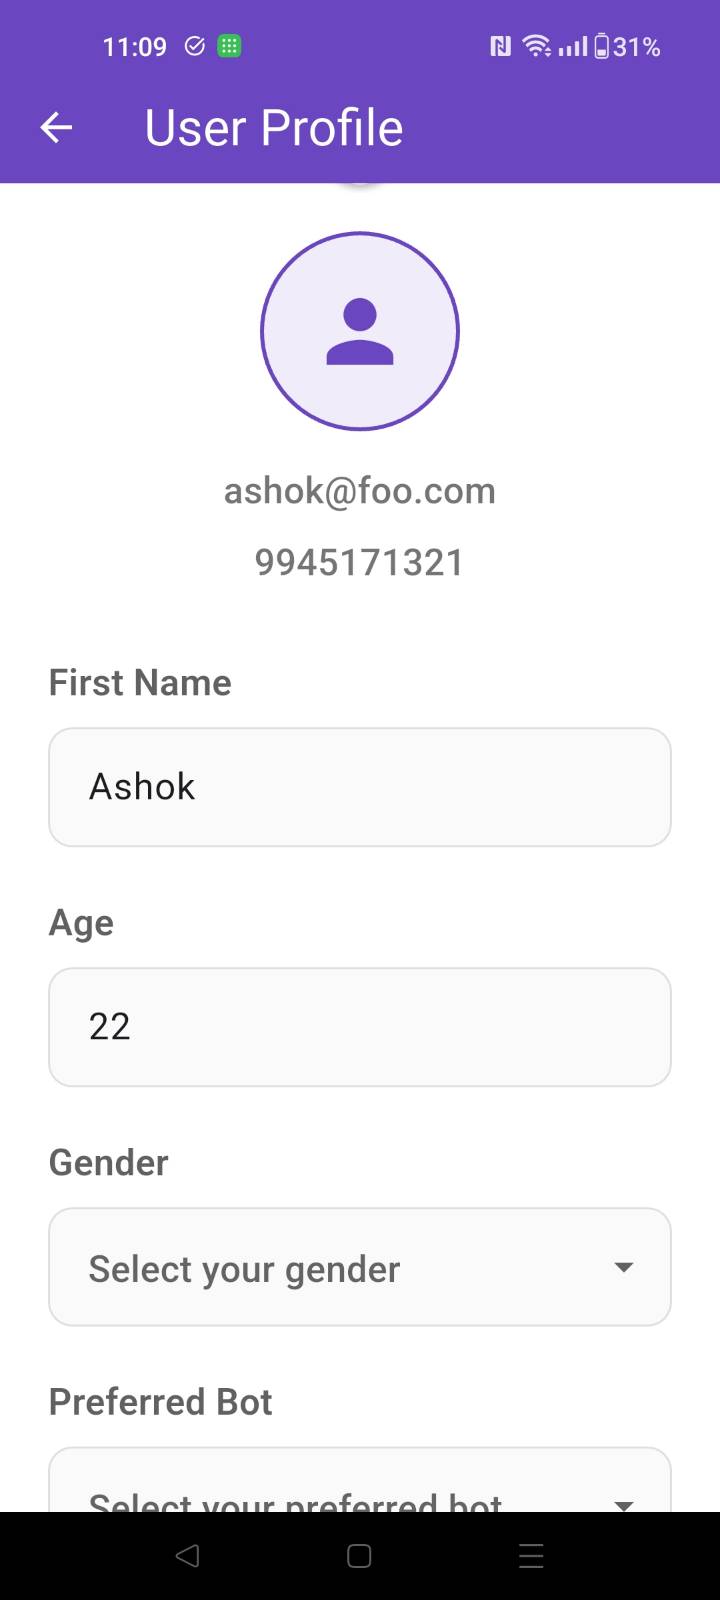 11:09 31%
User Profile
ashok@foo.com
9945171321
First Name
Ashok
Age
22
Gender
Select your gender
Preferred Bot
Select your preferred bot